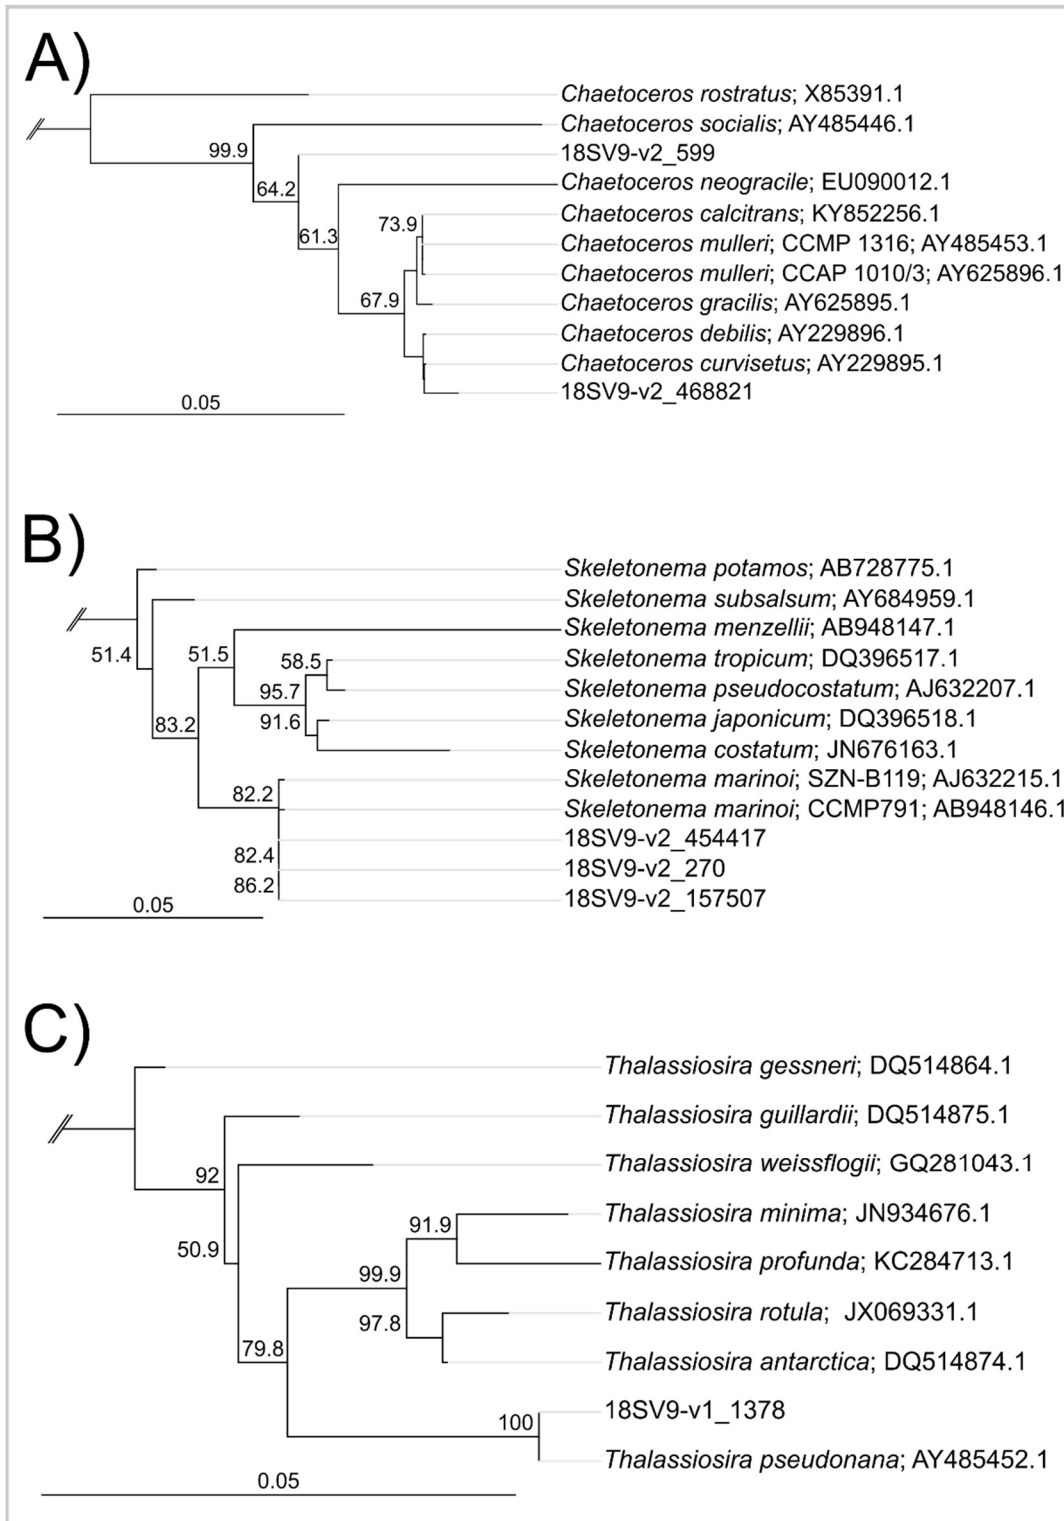 A)
Chaetoceros rostratus; X85391.1
Chaetoceros socialis; AY485446.1
99.9
18SV9-v2_599
64.2
Chaetoceros neogracile; EU090012.1
Chaetoceros calcitrans; KY852256.1
73.9
61.3
Chaetoceros mulleri; CCMP 1316; AY485453.1
Chaetoceros mulleri; CCAP 1010/3; AY625896.1
67.9
Chaetoceros gracilis; AY625895.1
Chaetoceros debilis; AY229896.1
Chaetoceros curvisetus; AY229895.1
18SV9-v2_468821
0.05
B)
Skeletonema potamos; AB728775.1
Skeletonema subsalsum; AY684959.1
Skeletonema menzellii; AB948147.1
51.4
51.5
58.5
Skeletonema tropicum; DQ396517.1
95.7
Skeletonema pseudocostatum; AJ632207.1
83.2
91.6
Skeletonema japonicum; DQ396518.1
Skeletonema costatum; JN676163.1
Skeletonema marinoi; SZN-B119; AJ632215.1
82.2
Skeletonema marinoi; CCMP791; AB948146.1
18SV9-v2_454417
82.4
18SV9-v2_270
86.2
18SV9-v2_157507
0.05
C)
Thalassiosira gessneri; DQ514864.1
Thalassiosira guillardii; DQ514875.1
92
Thalassiosira weissflogii; GQ281043.1
91.9
Thalassiosira minima; JN934676.1
50.9
Thalassiosira profunda; KC284713.1
99.9
97.8
Thalassiosira rotula; JX069331.1
79.8
Thalassiosira antarctica; DQ514874.1
18SV9-v1_1378
100
Thalassiosira pseudonana; AY485452.1
0.05